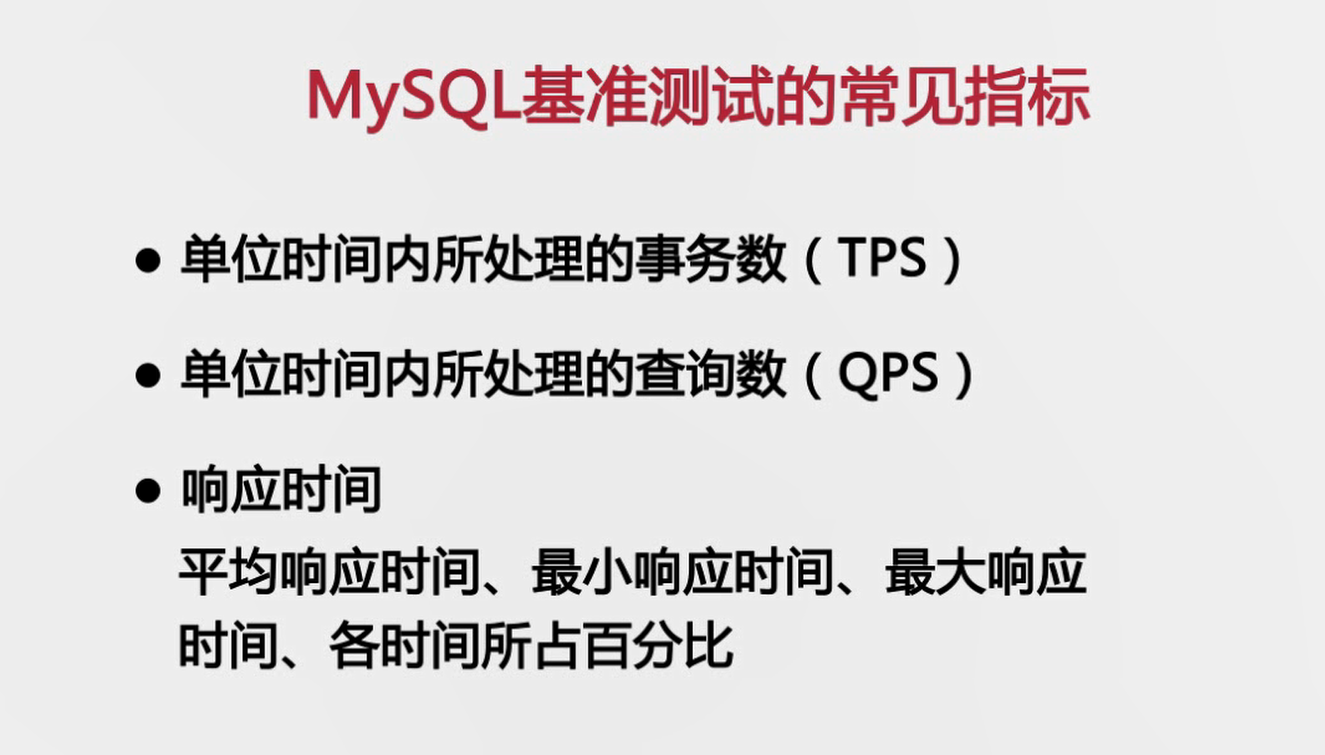 MySQL基准测试的常见指标
● 单位时间内所处理的事务数（TPS）
● 单位时间内所处理的查询数（QPS）
● 响应时间
平均响应时间、最小响应时间、最大响应
时间、各时间所占百分比